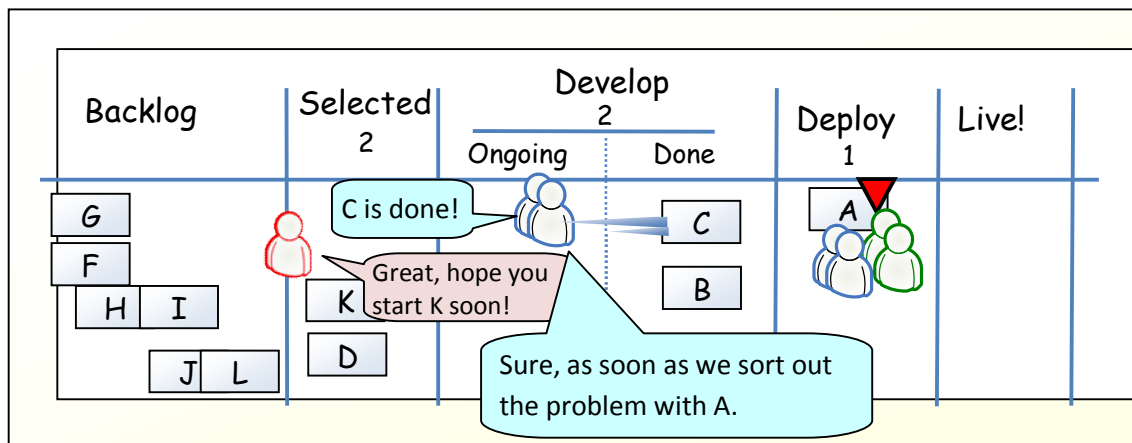 Backlog
Selected
2
Develop
2
Ongoing
Done
Deploy
1
Live!
G
F
H
I
J
L
K
D
C
B
A
C is done!
Great, hope you
start K soon!
Sure, as soon as we sort out
the problem with A.